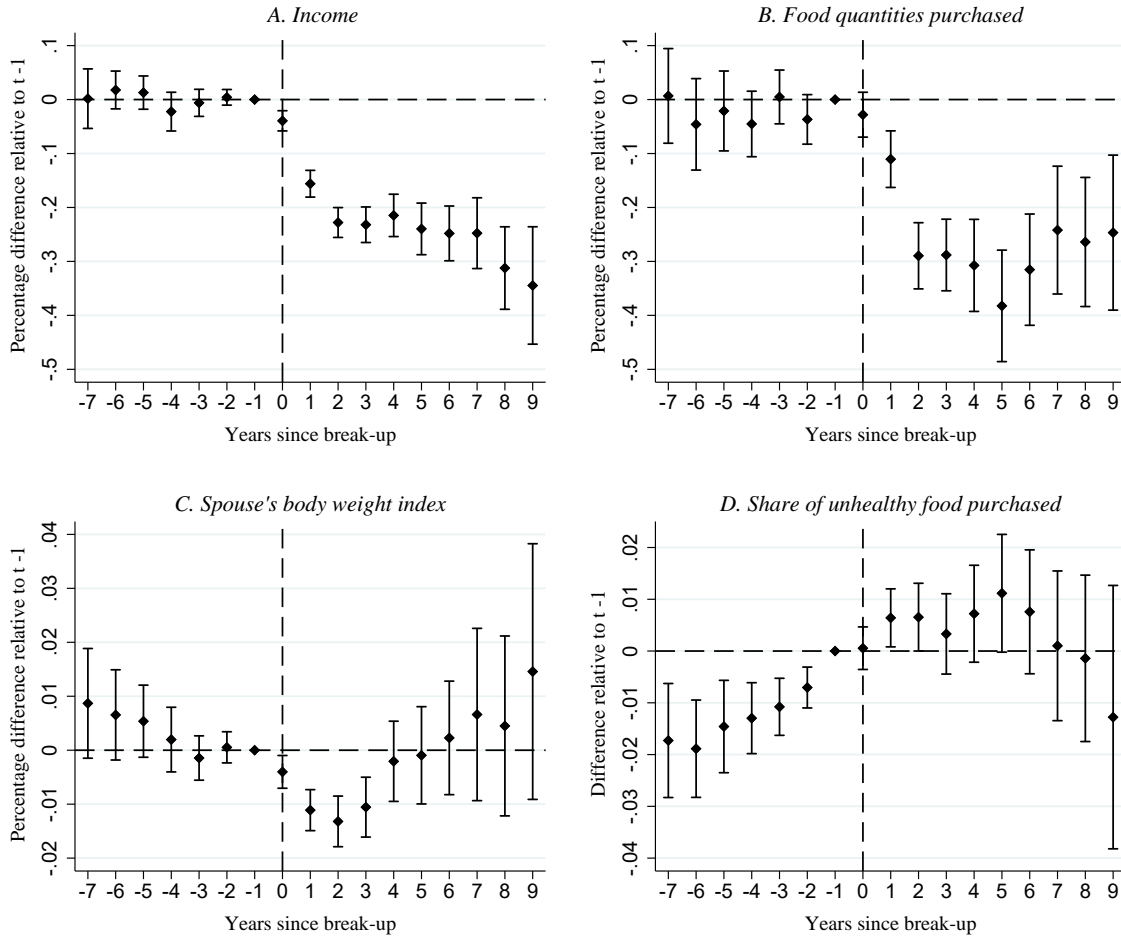 A. Income
Percentage difference relative to t -1
.1
0
-.1
-.2
-.3
-.4
-.5
-7 -6 -5 -4 -3 -2 -1 0 1 2 3 4 5 6 7 8 9
Years since break-up
B. Food quantities purchased
Percentage difference relative to t -1
.1
0
-.1
-.2
-.3
-.4
-.5
-7 -6 -5 -4 -3 -2 -1 0 1 2 3 4 5 6 7 8 9
Years since break-up
C. Spouse's body weight index
Percentage difference relative to t -1
.04
.03
.02
.01
0
-.01
-.02
-7 -6 -5 -4 -3 -2 -1 0 1 2 3 4 5 6 7 8 9
Years since break-up
D. Share of unhealthy food purchased
Difference relative to t -1
.02
.01
0
-.01
-.02
-.03
-.04
-7 -6 -5 -4 -3 -2 -1 0 1 2 3 4 5 6 7 8 9
Years since break-up